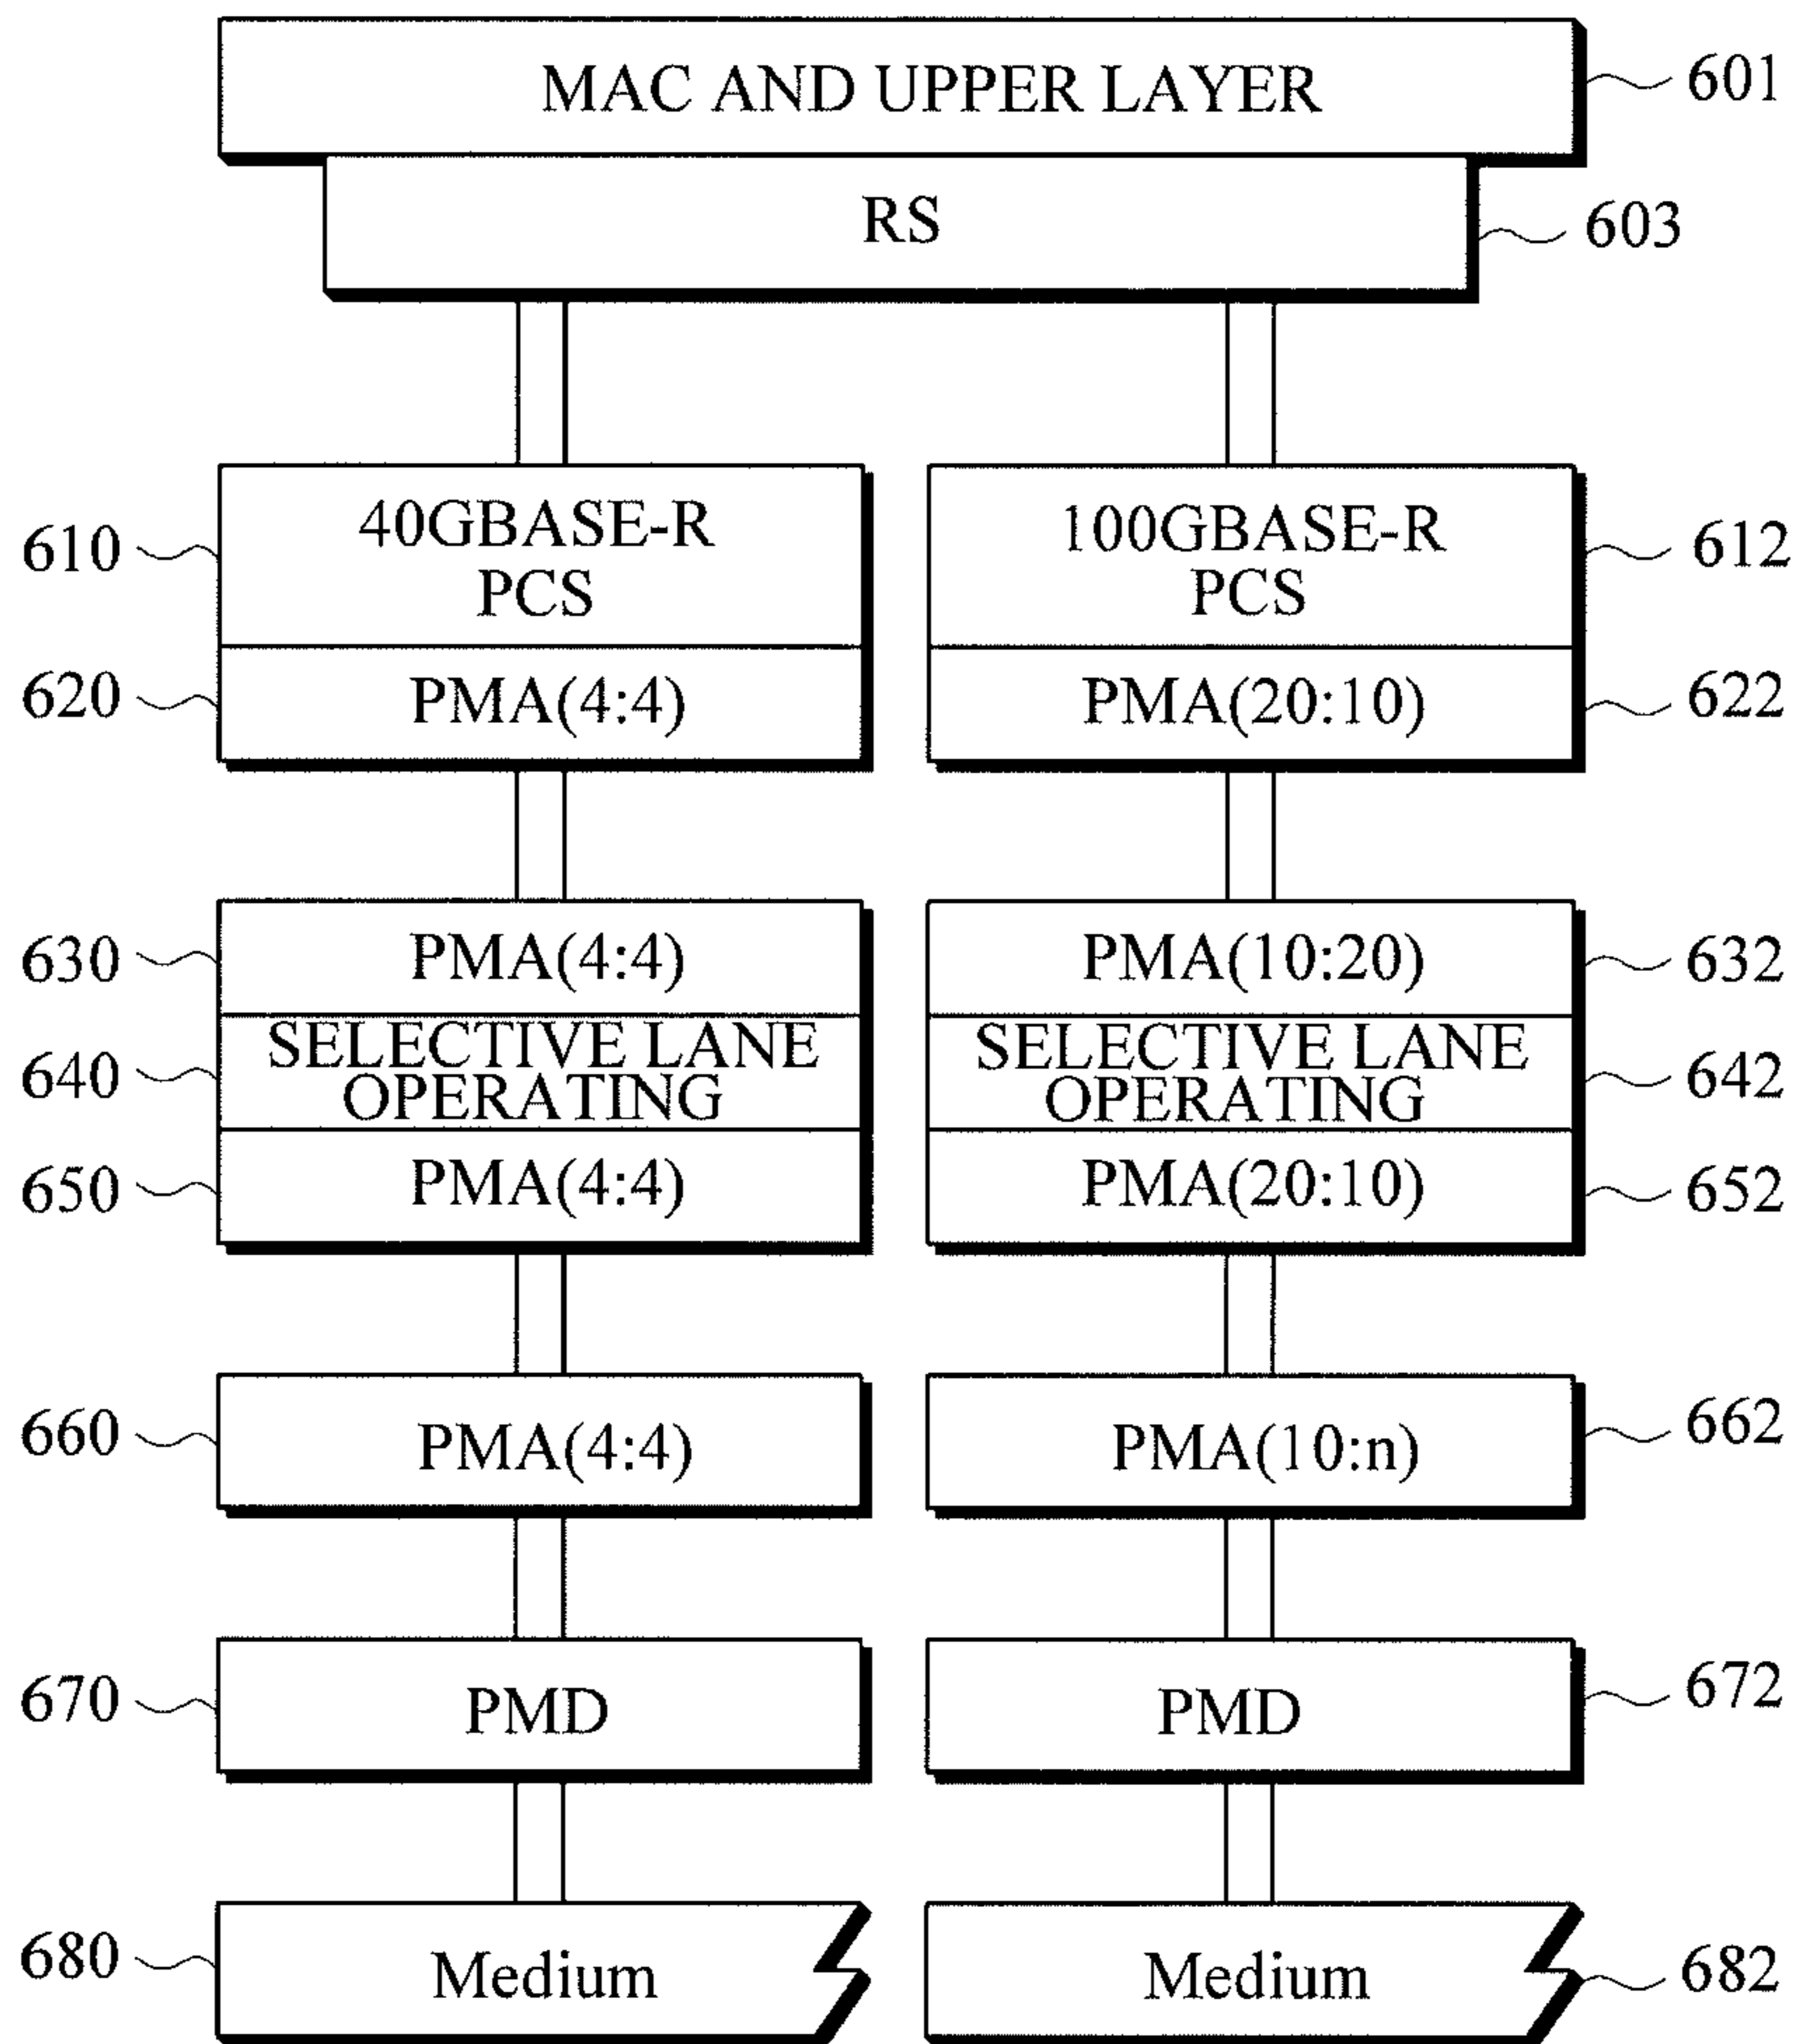 MAC AND UPPER LAYER
601
RS
603
610
40GBASE-R
PCS
100GBASE-R
PCS
612
620
PMA(4:4)
PMA(20:10)
622
630
PMA(4:4)
PMA(10:20)
632
640
SELECTIVE LANE
OPERATING
SELECTIVE LANE
OPERATING
642
650
PMA(4:4)
PMA(20:10)
652
660
PMA(4:4)
PMA(10:n)
662
670
PMD
PMD
672
680
Medium
Medium
682